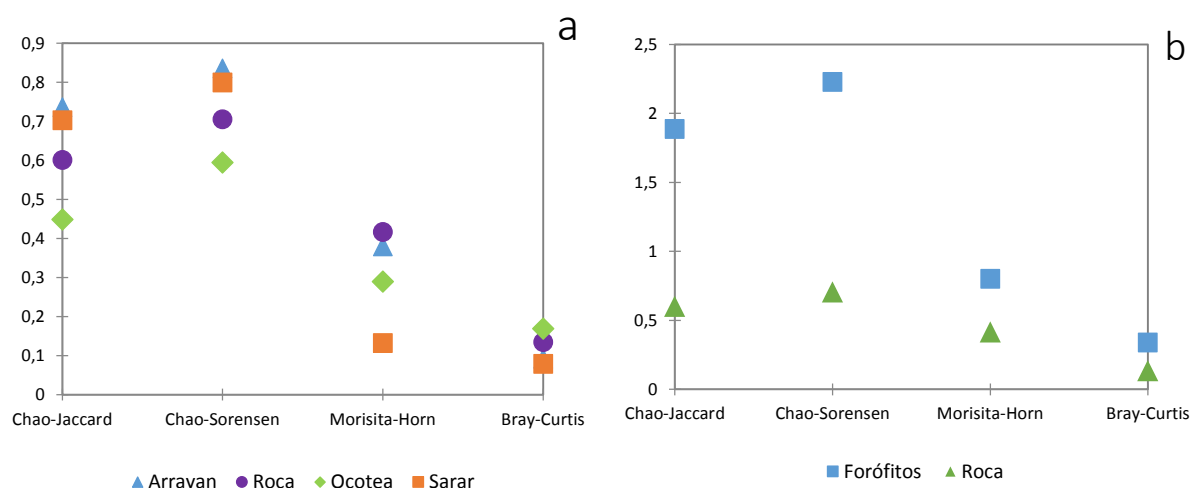 a
0,9
0,8
0,7
0,6
0,5
0,4
0,3
0,2
0,1
0
Chao-Jaccard Chao-Sorensen Morisita-Horn Bray-Curtis
Arravan Roca Ocotea Sarar
b
2,5
2
1,5
1
0,5
0
Chao-Jaccard Chao-Sorensen Morisita-Horn Bray-Curtis
Forófitos Roca